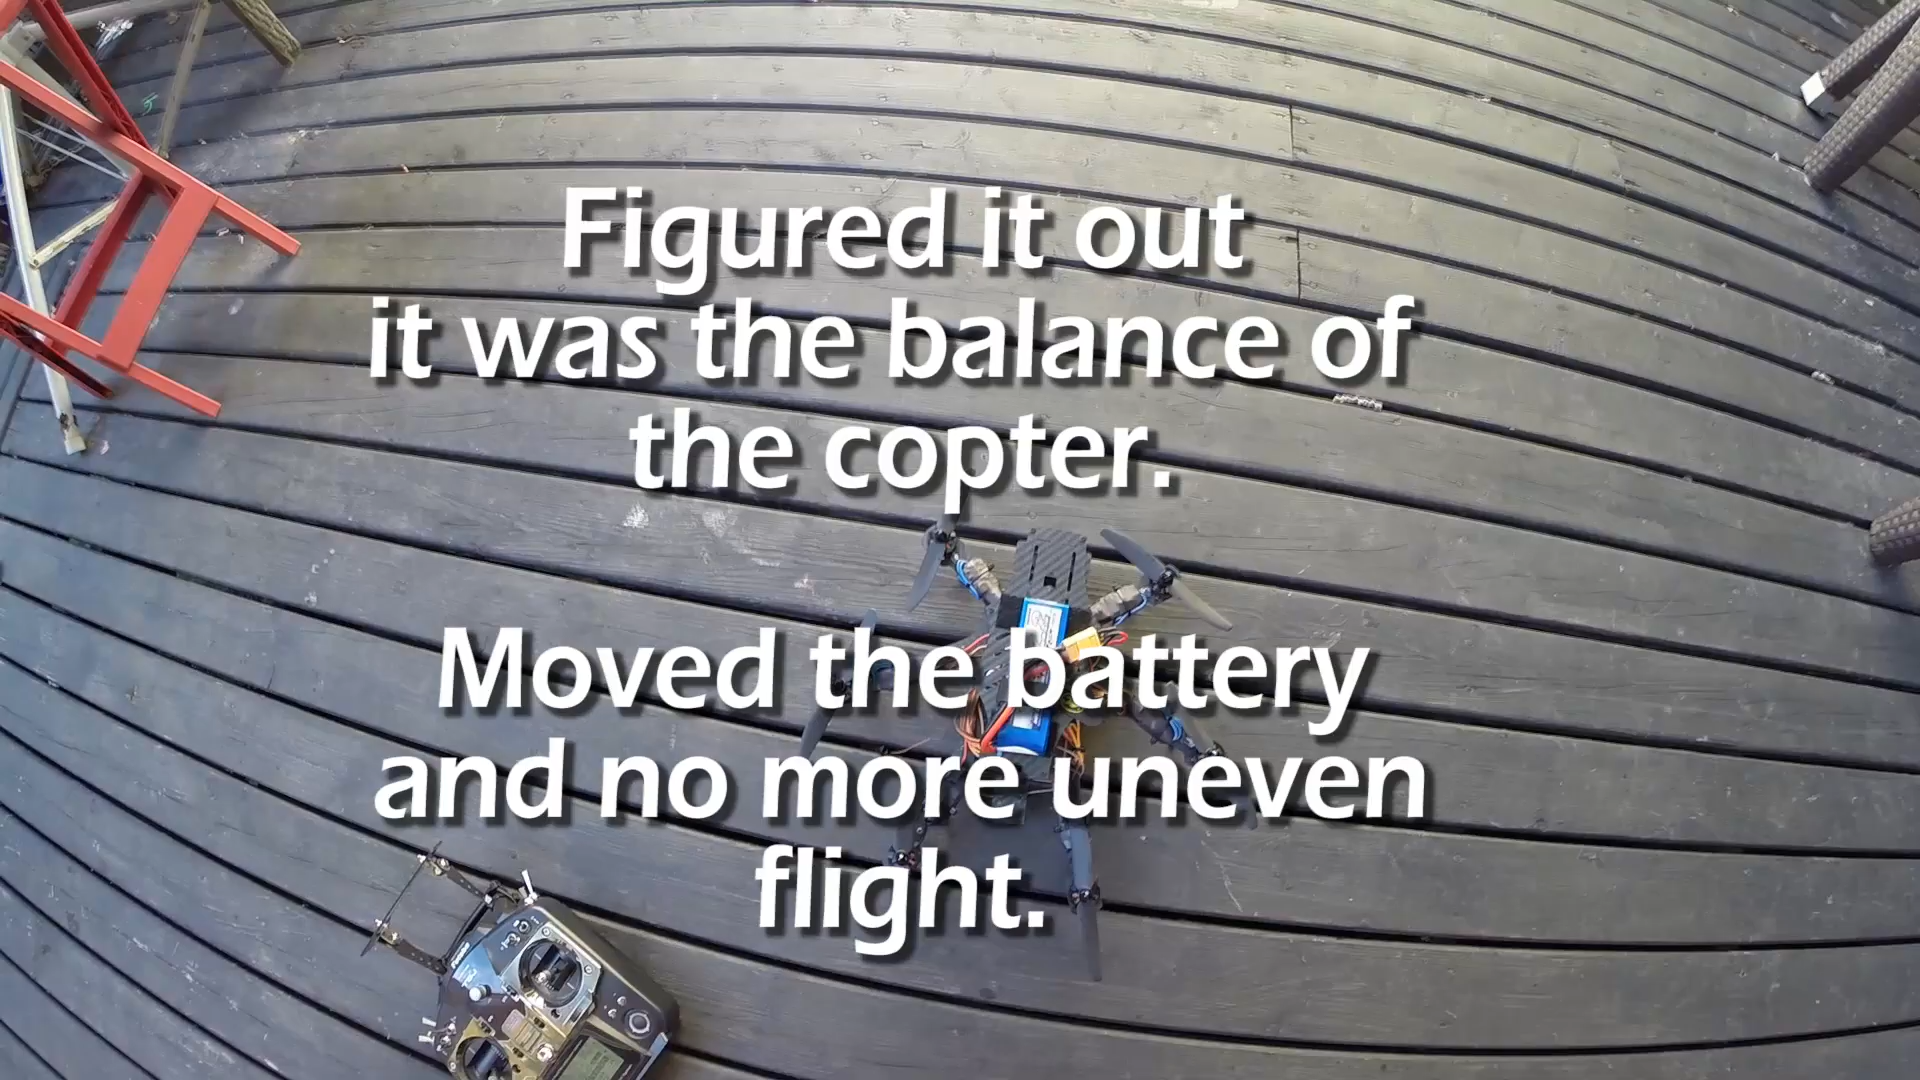 Figured it out
it was the balance of
the copter.
Moved the battery
and no more uneven
flight.